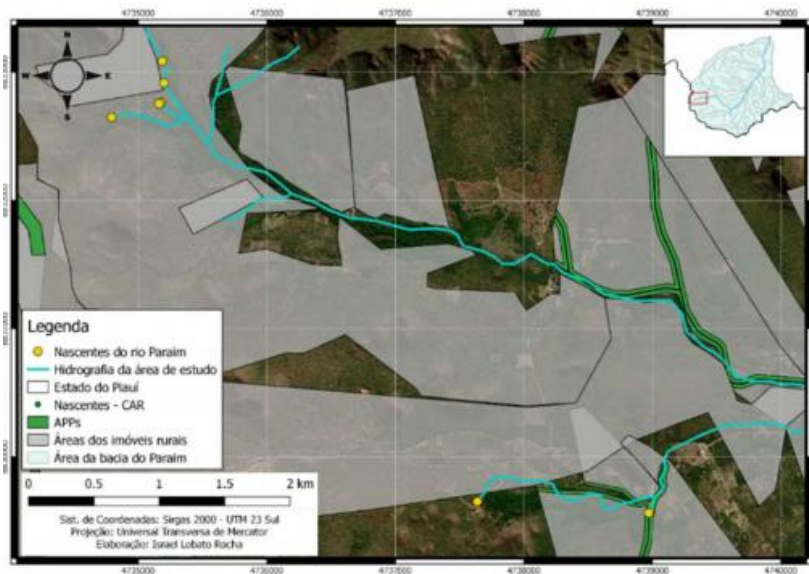 4735000 4736000 4737000 4738000 4739000 4740000
N
W E
S
Legenda
Nascentes do rio Paraim
Hidrografia da área de estudo
Estado do Piauí
Nascentes - CAR
APPs
Áreas dos imóveis rurais
Área da bacia do Paraim
0 0.5 1 1.5 2 km
Sist. de Coordenadas: Sirgas 2000 - UTM 23 Sul
Projeção: Universal Transversa de Mercator
Elaboração: Israel Lobato Rocha
4735000 4736000 4737000 4738000 4739000 4740000